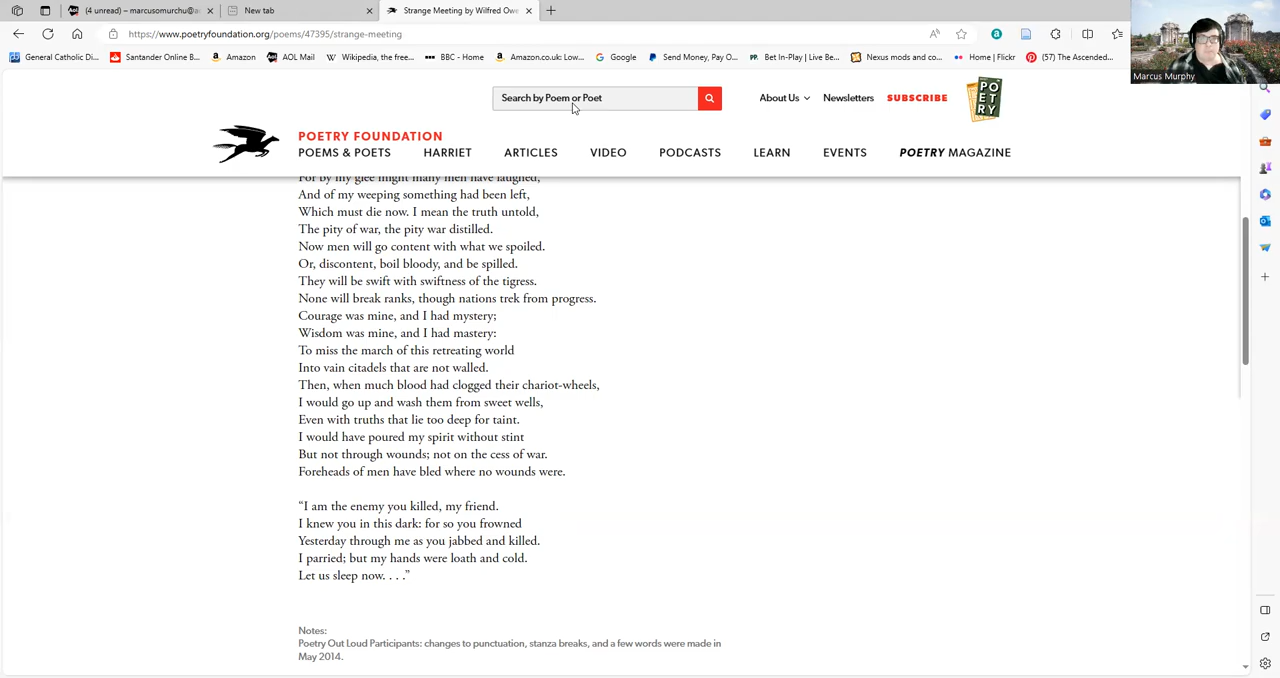 (4 unread) – marcusomurchu@a
New tab
Strange Meeting by Wilfred Owe
https://www.poetryfoundation.org/poems/47395/strange-meeting
General Catholic Di...
Santander Online B...
Amazon
AOL Mail
Wikipedia, the free...
BBC - Home
Amazon.co.uk: Low...
Google
Send Money, Pay O...
Bet In-Play | Live Be...
Nexus mods and co...
Home | Flickr
(57) The Ascended...
Marcus Murphy
Search by Poem or Poet
About Us
Newsletters
SUBSCRIBE
POETRY
POETRY FOUNDATION
POEMS & POETS
HARRIET
ARTICLES
VIDEO
PODCASTS
LEARN
EVENTS
POETRY MAGAZINE
For by my glee might many men have laughed,
And of my weeping something had been left,
Which must die now. I mean the truth untold,
The pity of war, the pity war distilled.
Now men will go content with what we spoiled.
Or, discontent, boil bloody, and be spilled.
They will be swift with swiftness of the tigress.
None will break ranks, though nations trek from progress.
Courage was mine, and I had mystery;
Wisdom was mine, and I had mastery:
To miss the march of this retreating world
Into vain citadels that are not walled.
Then, when much blood had clogged their chariot-wheels,
I would go up and wash them from sweet wells,
Even with truths that lie too deep for taint.
I would have poured my spirit without stint
But not through wounds; not on the cess of war.
Foreheads of men have bled where no wounds were.
“I am the enemy you killed, my friend.
I knew you in this dark: for so you frowned
Yesterday through me as you jabbed and killed.
I parried; but my hands were loath and cold.
Let us sleep now. . . .”
Notes:
Poetry Out Loud Participants: changes to punctuation, stanza breaks, and a few words were made in
May 2014.